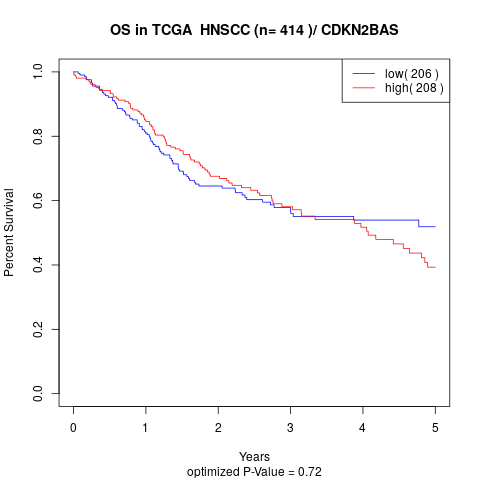 OS in TCGA  HNSCC (n= 414 )/ CDKN2BAS
low( 206 )
high( 208 )
Percent Survival
1.0
0.8
0.6
0.4
0.2
0.0
0 1 2 3 4 5
Years
optimized P-Value = 0.72